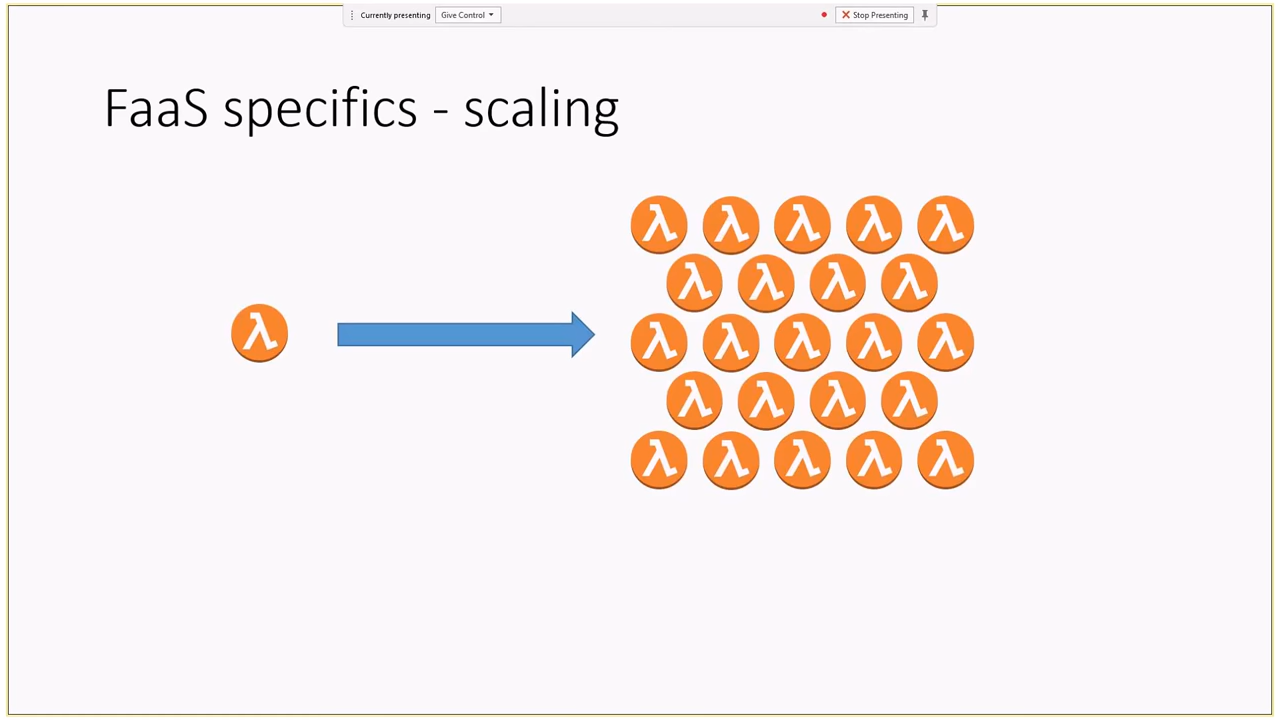 Currently presenting Give Control Stop Presenting
FaaS specifics - scaling
λ λ λ λ λ
λ λ λ λ
λ
λ λ λ λ λ
λ λ λ λ
λ λ λ λ λ